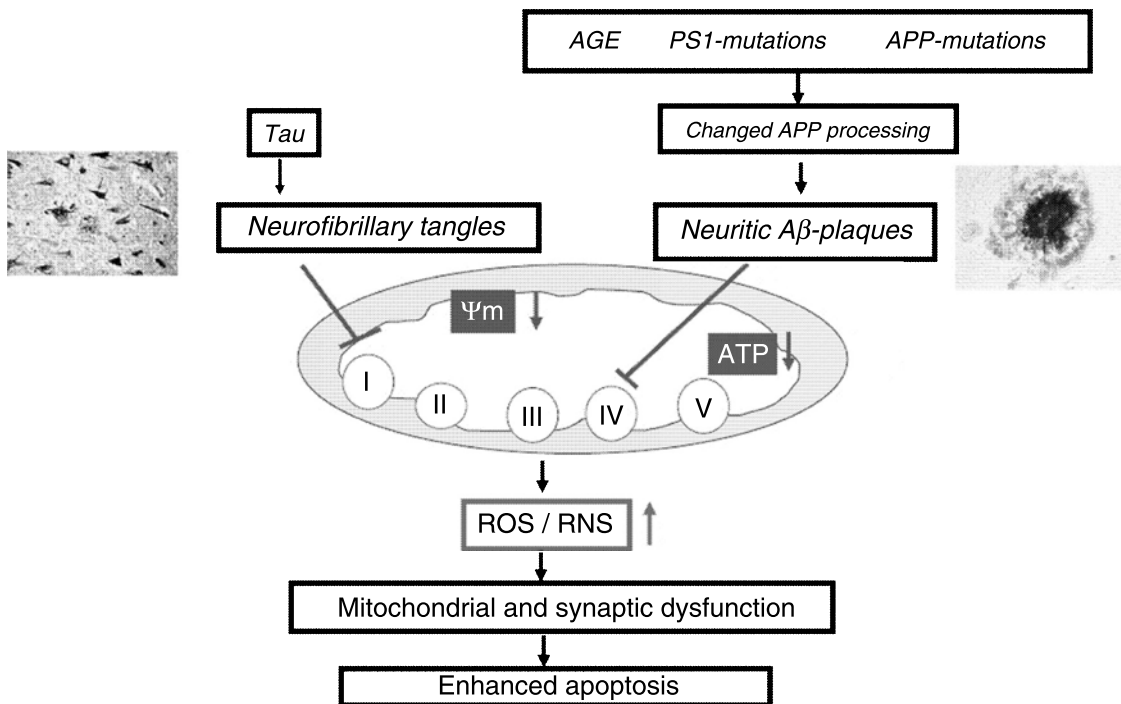 AGE PS1-mutations APP-mutations
Tau
Changed APP processing
Neurofibrillary tangles
Neuritic Aβ-plaques
Ψm
ATP
I
II
III
IV
V
ROS / RNS
Mitochondrial and synaptic dysfunction
Enhanced apoptosis